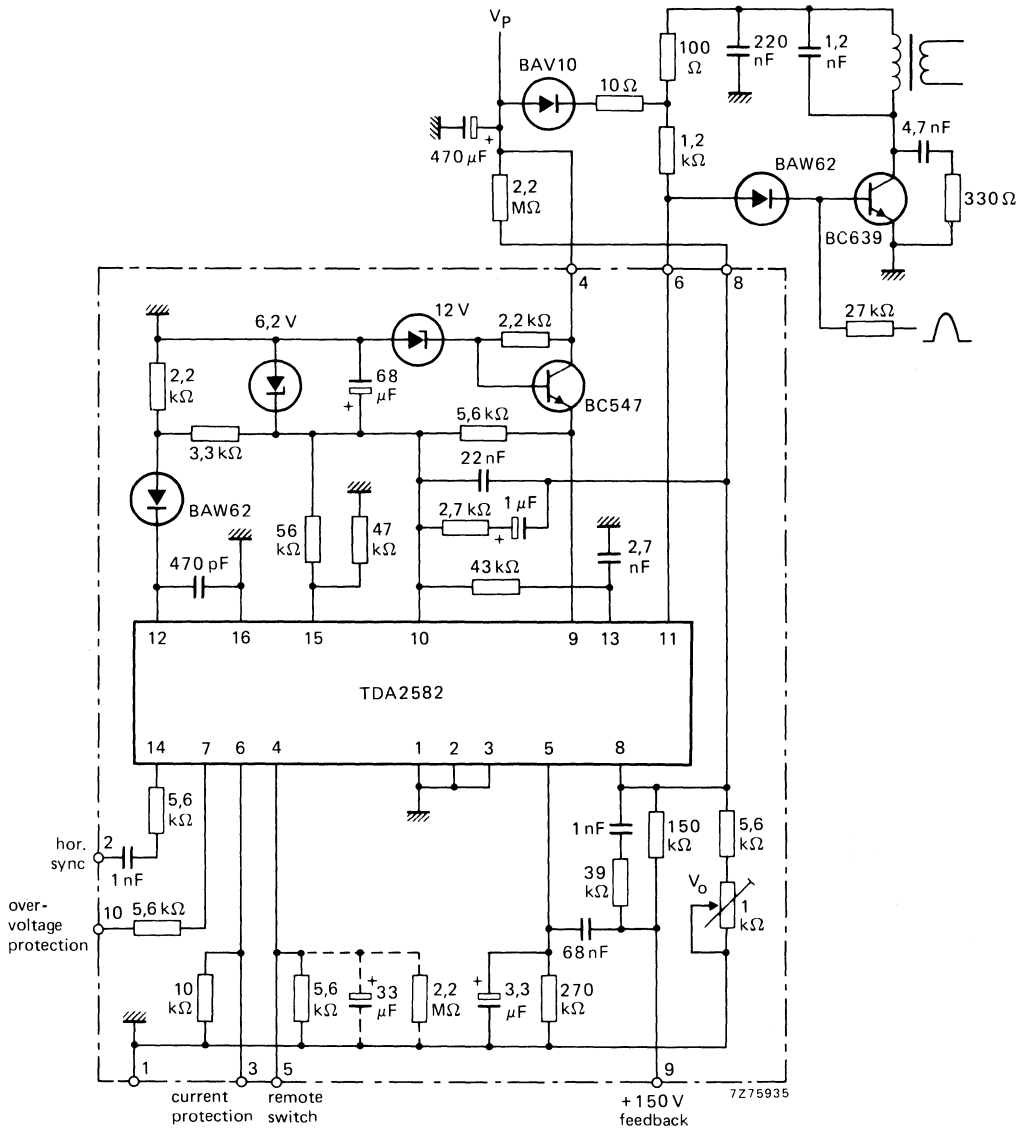 V_P
BAV10
10 Ω
100
Ω
220
nF
1,2
nF
470 μF
+
2,2
MΩ
1,2
kΩ
BAW62
4,7 nF
330 Ω
BC639
27 kΩ
4
6
8
6,2 V
12 V
2,2 kΩ
2,2
kΩ
68
μF
+
BC547
3,3 kΩ
5,6 kΩ
22 nF
BAW62
2,7 kΩ
1 μF
+
470 pF
56
kΩ
47
kΩ
43 kΩ
2,7
nF
12
16
15
10
9
13
11
TDA2582
14
7
6
4
1
2
3
5
8
5,6
kΩ
hor.
sync
2
1 nF
over-
voltage
protection
10
5,6 kΩ
1 nF
39
kΩ
150
kΩ
5,6
kΩ
V_o
1
kΩ
68 nF
10
kΩ
5,6
kΩ
+
33
μF
2,2
MΩ
+
3,3
μF
270
kΩ
1
3
5
9
current
protection
remote
switch
+150 V
feedback
7Z75935